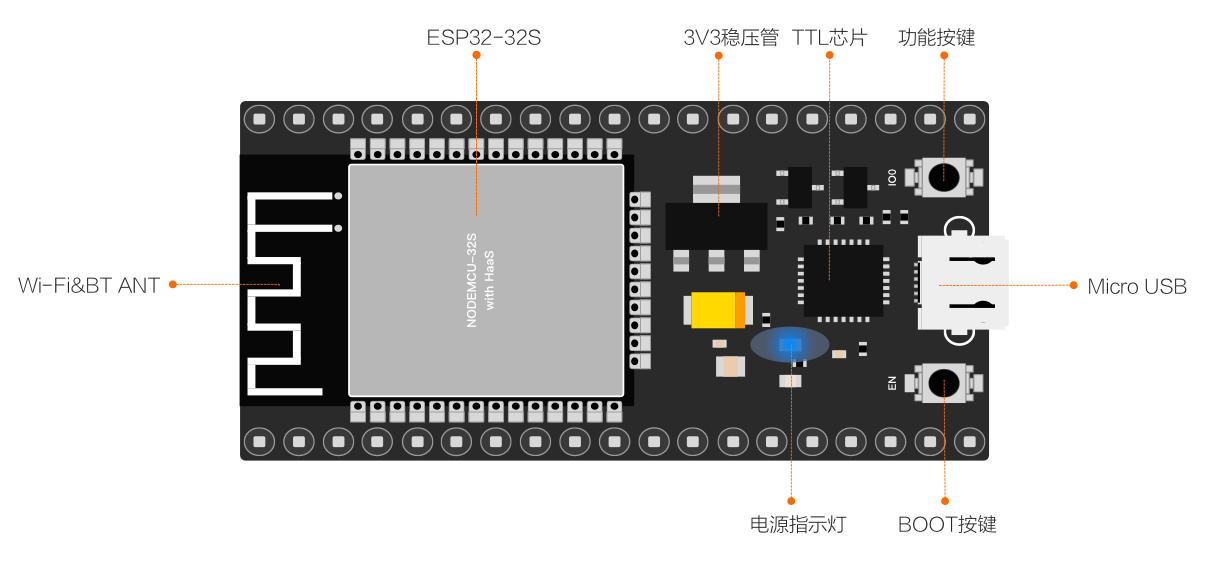 ESP32-32S
3V3稳压管
TTL芯片
功能按键
IO0
NODEMCU-32S
with HaaS
Wi-Fi&BT ANT
Micro USB
EN
电源指示灯
BOOT按键